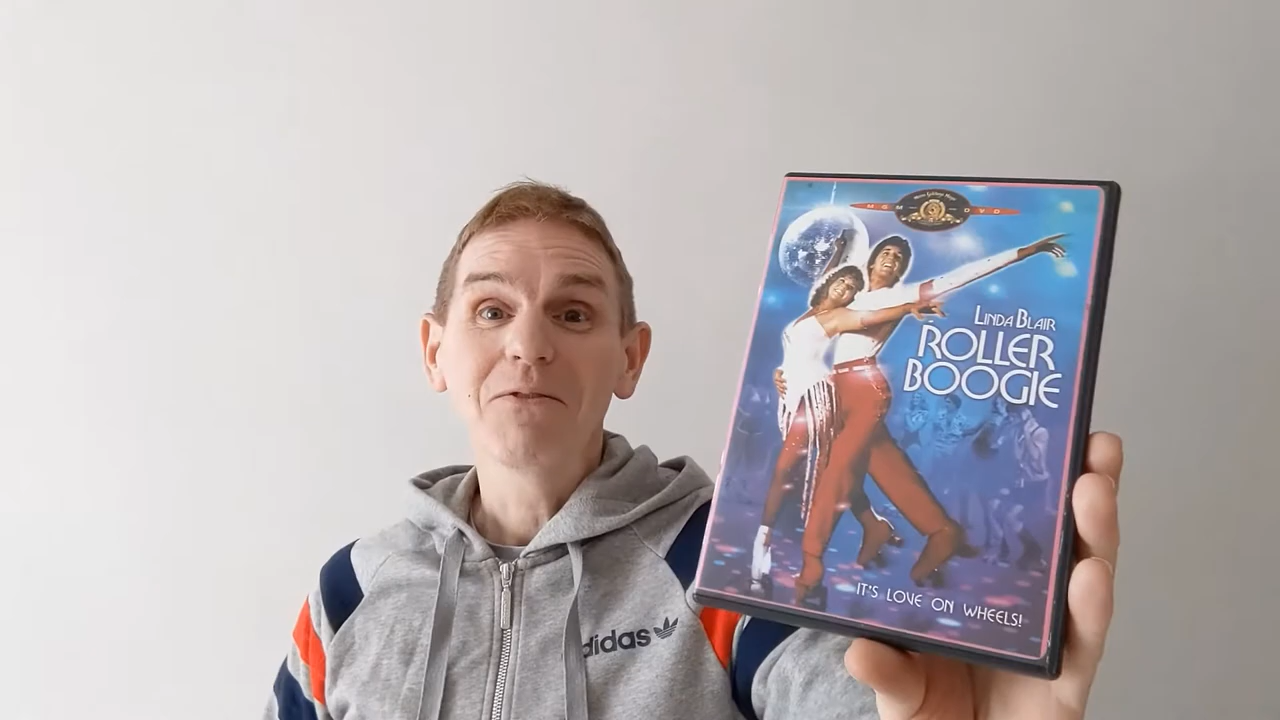 MGM DVD
LINDA BLAIR
ROLLER
BOOGIE
IT'S LOVE ON WHEELS!
adidas